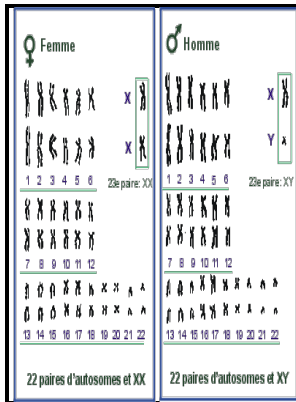 Femme
X
X
1 2 3 4 5 6
23e paire: XX
7 8 9 10 11 12
13 14 15 16 17 18 19 20 21 22
22 paires d'autosomes et XX
Homme
X
Y
1 2 3 4 5 6
23e paire: XY
7 8 9 10 11 12
13 14 15 16 17 18 19 20 21 22
22 paires d'autosomes et XY